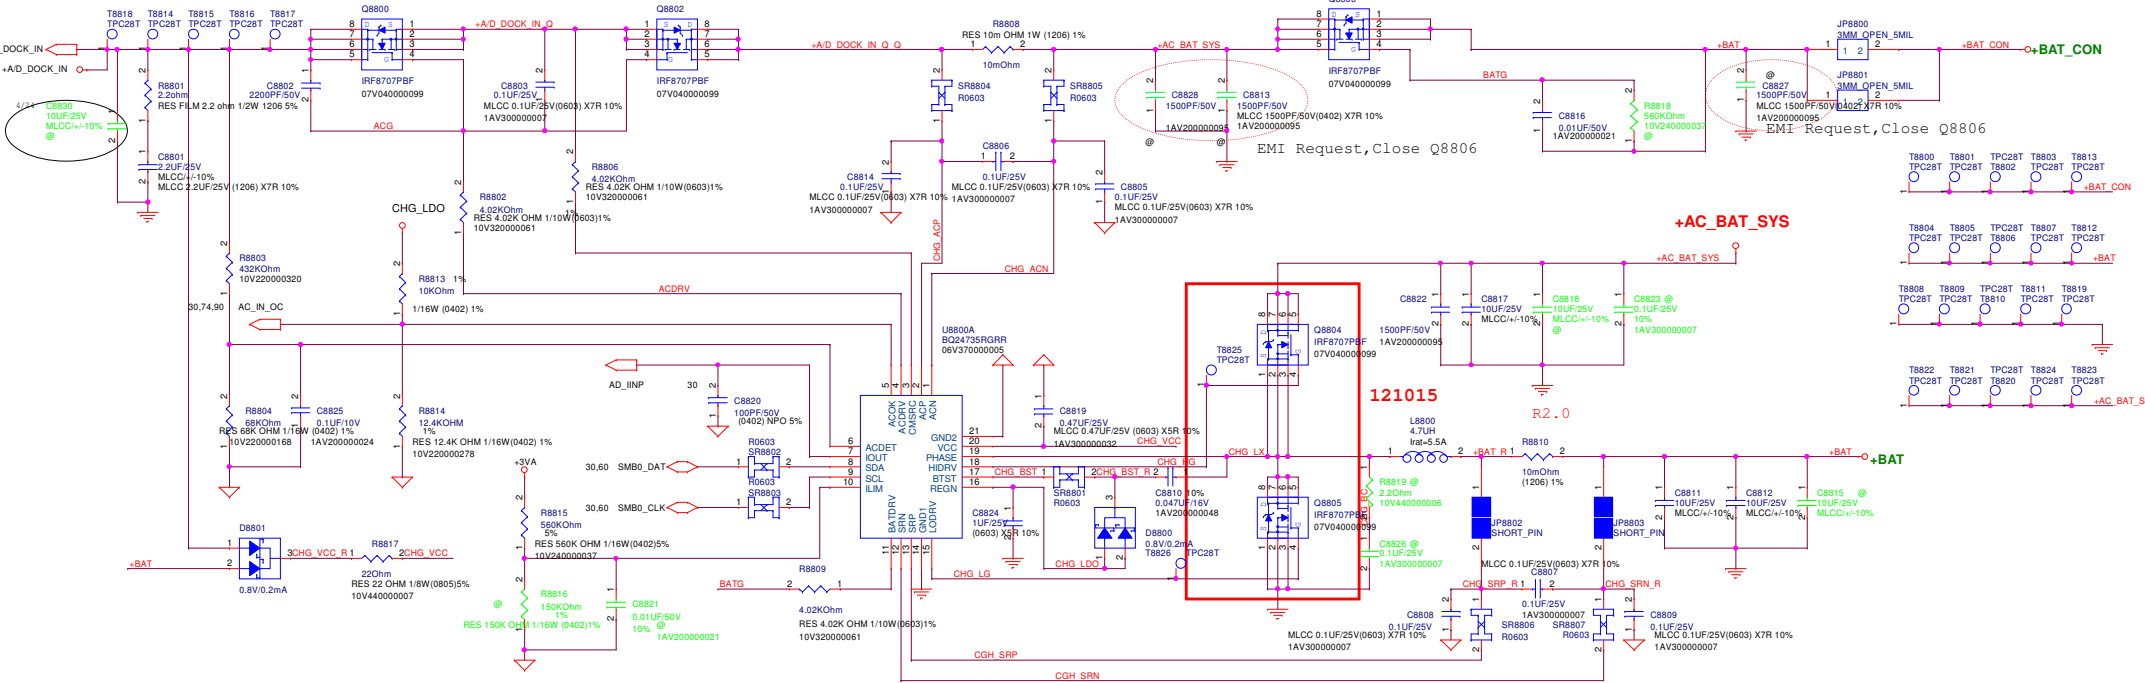 T8818 T8814 T8815 T8816 T8817
TPC28T TPC28T TPC28T TPC28T TPC28T
_DOCK_IN
+A/D_DOCK_IN
4/24
C8830
10UF/25V
MLCC/+/-10%
@
R8801
2.2ohm
RES FILM 2.2 ohm 1/2W 1206 5%
C8801
2.2UF/25V
MLCC/+/-10%
MLCC 2.2UF/25V (1206) X7R 10%
C8802
2200PF/50V
Q8800
IRF8707PBF
07V040000099
+A/D_DOCK_IN_Q
C8803
0.1UF/25V
MLCC 0.1UF/25V(0603) X7R 10%
1AV300000007
ACG
Q8802
IRF8707PBF
07V040000099
+A/D_DOCK_IN_Q_Q
R8808
RES 10m OHM 1W (1206) 1%
10mOhm
SR8804
R0603
SR8805
R0603
+AC_BAT_SYS
C8828
1500PF/50V
1AV200000095
@
C8813
1500PF/50V
MLCC 1500PF/50V(0402) X7R 10%
1AV200000095
@
EMI Request,Close Q8806
IRF8707PBF
07V040000099
BATG
C8816
0.01UF/50V
1AV200000021
R8818
560KOhm
10V240000037
@
+BAT
@
C8827
1500PF/50V
MLCC 1500PF/50V(0402) X7R 10%
1AV200000095
EMI Request,Close Q8806
JP8800
3MM_OPEN_5MIL
JP8801
3MM_OPEN_5MIL
+BAT_CON
+BAT_CON
R8806
4.02KOhm
RES 4.02K OHM 1/10W(0603)1%
10V320000061
R8802
4.02KOhm
RES 4.02K OHM 1/10W(0603)1%
10V320000061
C8814
0.1UF/25V
MLCC 0.1UF/25V(0603) X7R 10%
1AV300000007
C8806
0.1UF/25V
MLCC 0.1UF/25V(0603) X7R 10%
1AV300000007
C8805
0.1UF/25V
MLCC 0.1UF/25V(0603) X7R 10%
1AV300000007
CHG_ACP
CHG_ACN
ACDRV
CHG_LDO
R8803
432KOhm
10V220000320
R8813 1%
10KOhm
1/16W (0402) 1%
30,74,90 AC_IN_OC
R8804
68KOhm
RES 68K OHM 1/16W (0402) 1%
10V220000168
C8825
0.1UF/10V
1AV200000024
R8814
12.4KOHM
1%
RES 12.4K OHM 1/16W(0402) 1%
10V220000278
AD_IINP 30
C8820
100PF/50V
(0402) NPO 5%
R0603
SR8802
30,60 SMB0_DAT
R0603
SR8803
30,60 SMB0_CLK
+3VA
R8815
560KOhm
5%
RES 560K OHM 1/16W(0402)5%
10V240000037
@
R8816
150KOhm
1%
RES 150K OHM 1/16W (0402)1%
C8821
0.01UF/50V
10% @
1AV200000021
D8801
0.8V/0.2mA
+BAT
CHG_VCC_R
CHG_VCC
R8817
22Ohm
RES 22 OHM 1/8W(0805)5%
10V440000007
BATG
R8809
4.02KOhm
RES 4.02K OHM 1/10W(0603)1%
10V320000061
U8800A
BQ24735RGRR
06V370000005
ACOK
ACDRV
CMSRC
ACP
ACN
ACDET
IOUT
SDA
SCL
ILIM
GND2
VCC
PHASE
HIDRV
BTST
REGN
BATDRV
SRN
SRP
GND1
LODRV
C8819
0.47UF/25V
MLCC 0.47UF/25V (0603) X5R 10%
1AV300000032
CHG_VCC
CHG_LX
CHG_HG
CHG_BST
CHG_BST_R
SR8801
R0603
C8810 10%
0.047UF/16V
1AV200000048
C8824
1UF/25V
(0603) X5R 10%
D8800
0.8V/0.2mA
T8826 TPC28T
CHG_LDO
CHG_LG
T8825
TPC28T
Q8804
IRF8707PBF
07V040000099
Q8805
IRF8707PBF
07V040000099
121015
+AC_BAT_SYS
+AC_BAT_SYS
C8822
1500PF/50V
1AV200000095
C8817
10UF/25V
MLCC/+/-10%
C8818
10UF/25V
MLCC/+/-10%
@
C8823 @
0.1UF/25V
10%
1AV300000007
R2.0
L8800
4.7UH
Irat=5.5A
+BAT_R
R8810
10mOhm
(1206) 1%
+BAT
+BAT
R8819 @
2.2Ohm
10V440000006
C8826 @
0.1UF/25V
1AV300000007
JP8802
SHORT_PIN
JP8803
SHORT_PIN
C8811
10UF/25V
MLCC/+/-10%
C8812
10UF/25V
MLCC/+/-10%
C8815 @
10UF/25V
MLCC/+/-10%
MLCC 0.1UF/25V(0603) X7R 10%
C8807
CHG_SRP_R
CHG_SRN_R
0.1UF/25V
1AV300000007
C8808
0.1UF/25V
MLCC 0.1UF/25V(0603) X7R 10%
1AV300000007
SR8806
R0603
SR8807
R0603
C8809
0.1UF/25V
MLCC 0.1UF/25V(0603) X7R 10%
1AV300000007
CGH_SRP
CGH_SRN
T8800 T8801 TPC28T T8803 T8813
TPC28T TPC28T T8802 TPC28T TPC28T
+BAT_CON
T8804 T8805 TPC28T T8807 T8812
TPC28T TPC28T T8806 TPC28T TPC28T
+BAT
T8808 T8809 TPC28T T8811 T8819
TPC28T TPC28T T8810 TPC28T TPC28T
T8822 T8821 TPC28T T8824 T8823
TPC28T TPC28T T8820 TPC28T TPC28T
+AC_BAT_S